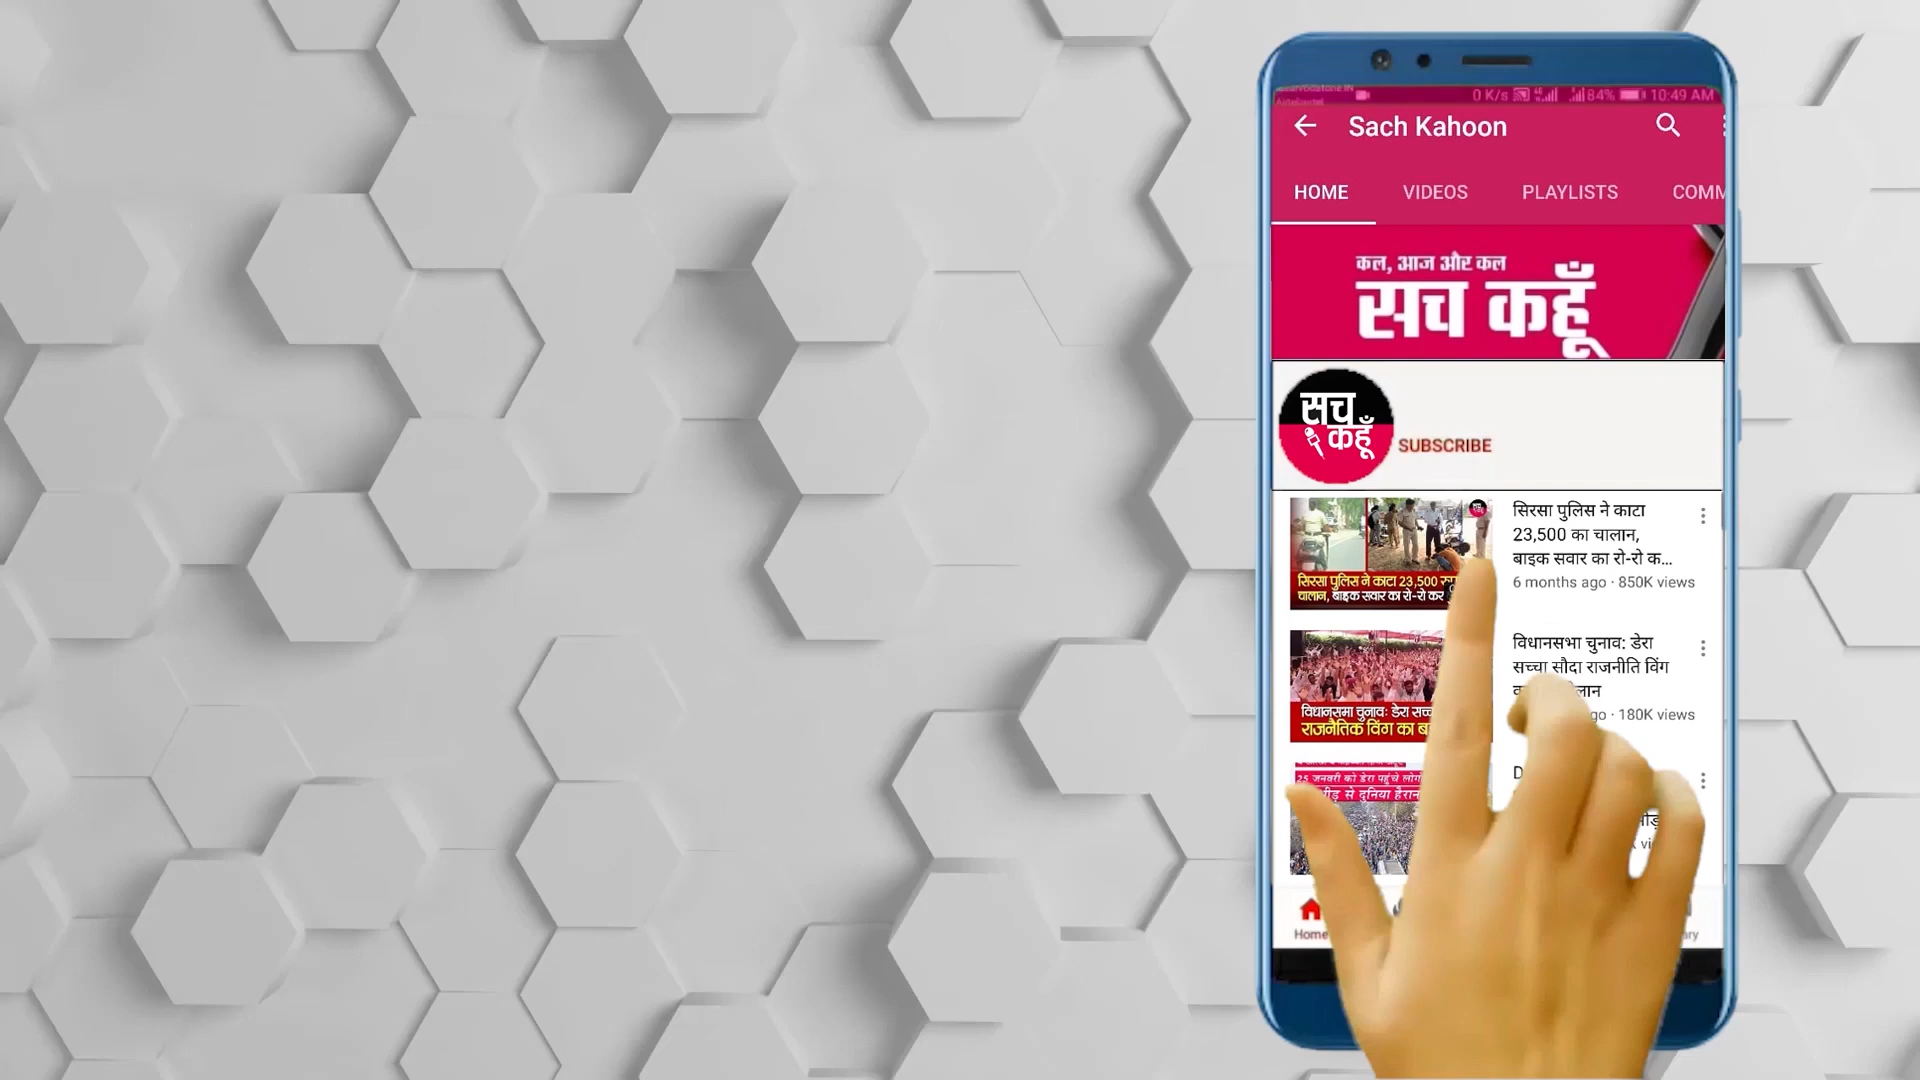 0 K/s 84% 10:49 AM
Sach Kahoon
HOME VIDEOS PLAYLISTS COMM
कल, आज और कल
सच कहूँ
सच
कहूँ
SUBSCRIBE
सिरसा पुलिस ने काटा 23,500
चालान, बाइक सवार का रो-रो कर
सिरसा पुलिस ने काटा
23,500 का चालान,
बाइक सवार का रो-रो क...
6 months ago · 850K views
विधानसभा चुनाव: डेरा
राजनैतिक विंग का
विधानसभा चुनाव: डेरा
सच्चा सौदा राजनीति विंग
180K views
25 जनवरी को डेरा पहुंचे
से दुनिया हैरान
Home